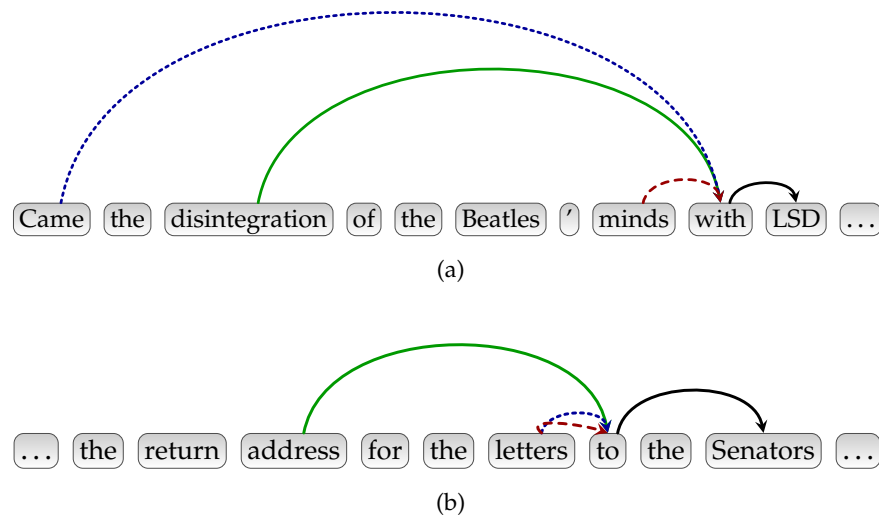 Came the disintegration of the Beatles ’ minds with LSD ...
(a)
... the return address for the letters to the Senators ...
(b)